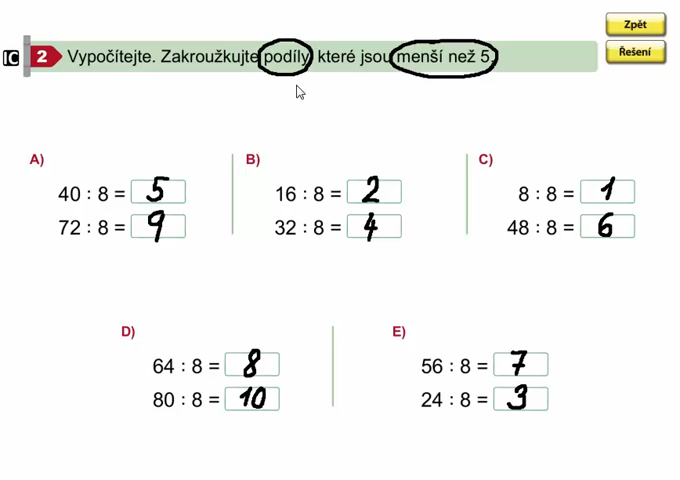 Zpět
2 Vypočítejte. Zakroužkujte podíly, které jsou menší než 5.
Řešení
A) B) C)
40 : 8 = 5 16 : 8 = 2 8 : 8 = 1
72 : 8 = 9 32 : 8 = 4 48 : 8 = 6
D) E)
64 : 8 = 8 56 : 8 = 7
80 : 8 = 10 24 : 8 = 3